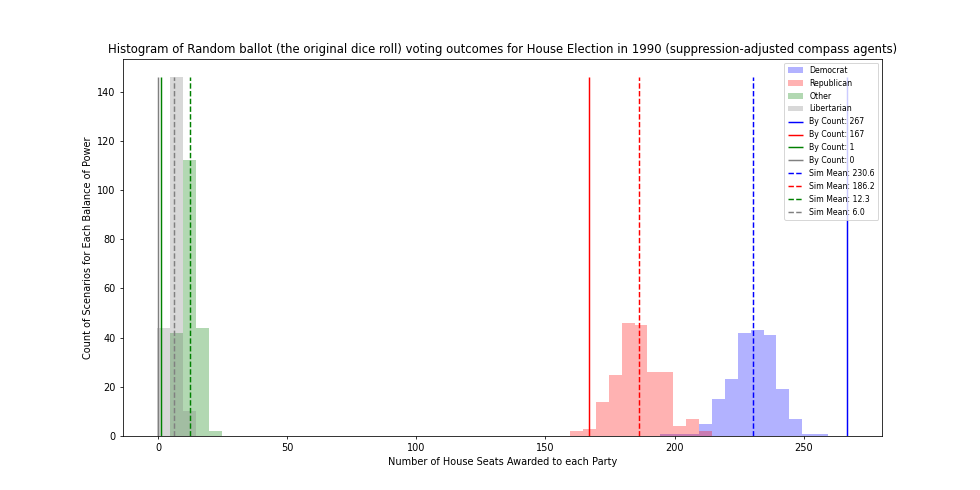 Histogram of Random ballot (the original dice roll) voting outcomes for House Election in 1990 (suppression-adjusted compass agents)
Count of Scenarios for Each Balance of Power
140
120
100
80
60
40
20
0
0 50 100 150 200 250
Number of House Seats Awarded to each Party
Democrat
Republican
Other
Libertarian
By Count: 267
By Count: 167
By Count: 1
By Count: 0
Sim Mean: 230.6
Sim Mean: 186.2
Sim Mean: 12.3
Sim Mean: 6.0